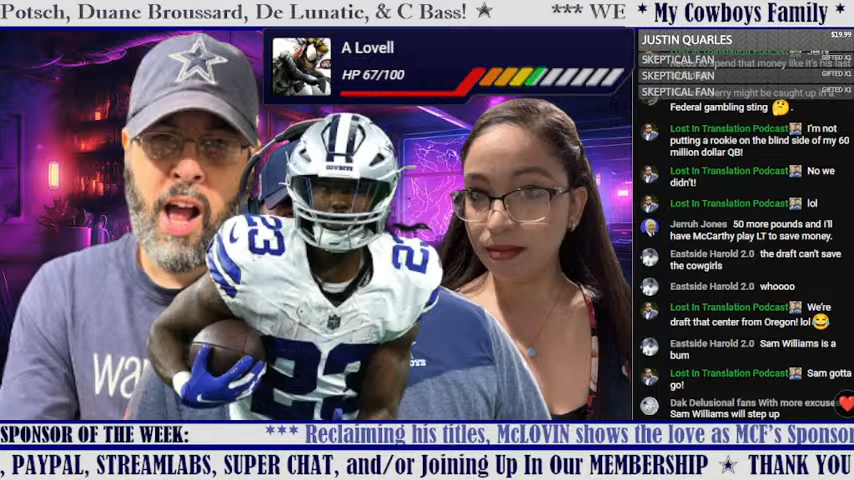 Potsch, Duane Broussard, De Lunatic, & C Bass! ★ *** WE
* My Cowboys Family *
A Lovell
HP 67/100
JUSTIN QUARLES $19.99
SKEPTICAL FAN GIFTED X1
SKEPTICAL FAN GIFTED X1
SKEPTICAL FAN GIFTED X1
Federal gambling sting 🤔.
Lost In Translation Podcast I'm not
putting a rookie on the blind side of my 60
million dollar QB!
Lost In Translation Podcast No we
didn't!
Lost In Translation Podcast lol
Jerruh Jones 50 more pounds and I'll
have McCarthy play LT to save money.
Eastside Harold 2.0 the draft can't save
the cowgirls
Eastside Harold 2.0 whoooo
Lost In Translation Podcast We're
draft that center from Oregon! lol 😂
Eastside Harold 2.0 Sam Williams is a
bum
Lost In Translation Podcast Sam gotta
go!
Dak Delusional fans With more excuse
Sam Williams will step up
COWBOYS
23
23
23
wa
OYS
SPONSOR OF THE WEEK: *** Reclaiming his titles, McLOVIN shows the love as MCF's Sponsor
, PAYPAL, STREAMLABS, SUPER CHAT, and/or Joining Up In Our MEMBERSHIP ★ THANK YOU